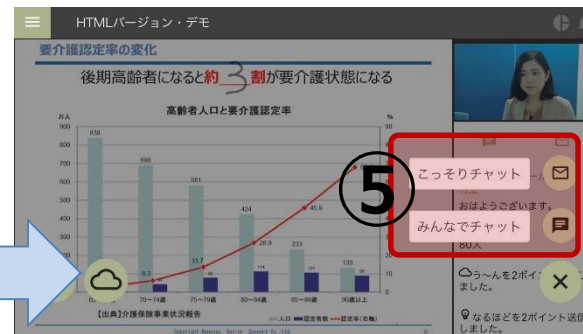 HTMLバージョン・デモ
要介護認定率の変化
後期高齢者になると約 3 割が要介護状態になる
高齢者人口と要介護認定率
万人
%
900
838
90
800
700
690
600
581
500
424
45.9
400
300
26.9
233
200
13.7
133
100
6.3
114
107
90
10
0
70〜74歳
75〜79歳
80〜84歳
85〜89歳
90歳以上
【出典】介護保険事業状況報告
人口
認定者数
認定率(右軸)
⑤
こっそりチャット
おはようございます。
みんなでチャット
80人
う〜んを2ポイ
ました。
なるほどを2ポイント送信
しました。